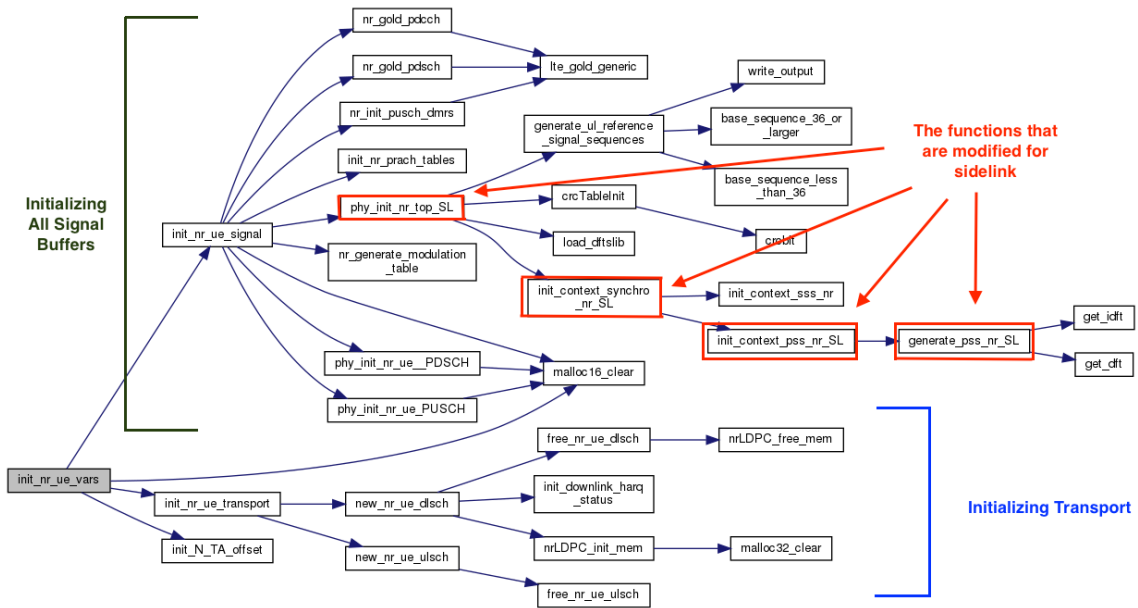 nr_gold_pdcch
nr_gold_pdsch
lte_gold_generic
write_output
nr_init_pusch_dmrs
generate_ul_reference
_signal_sequences
base_sequence_36_or
_larger
The functions that
are modified for
sidelink
init_nr_prach_tables
base_sequence_less
_than_36
Initializing
All Signal
Buffers
phy_init_nr_top_SL
crcTableInit
init_nr_ue_signal
load_dftslib
crcbit
nr_generate_modulation
_table
init_context_synchro
_nr_SL
init_context_sss_nr
get_idft
init_context_pss_nr_SL
generate_pss_nr_SL
phy_init_nr_ue__PDSCH
malloc16_clear
get_dft
phy_init_nr_ue_PUSCH
free_nr_ue_dlsch
nrLDPC_free_mem
init_nr_ue_vars
init_nr_ue_transport
new_nr_ue_dlsch
init_downlink_harq
_status
Initializing Transport
init_N_TA_offset
new_nr_ue_ulsch
nrLDPC_init_mem
malloc32_clear
free_nr_ue_ulsch